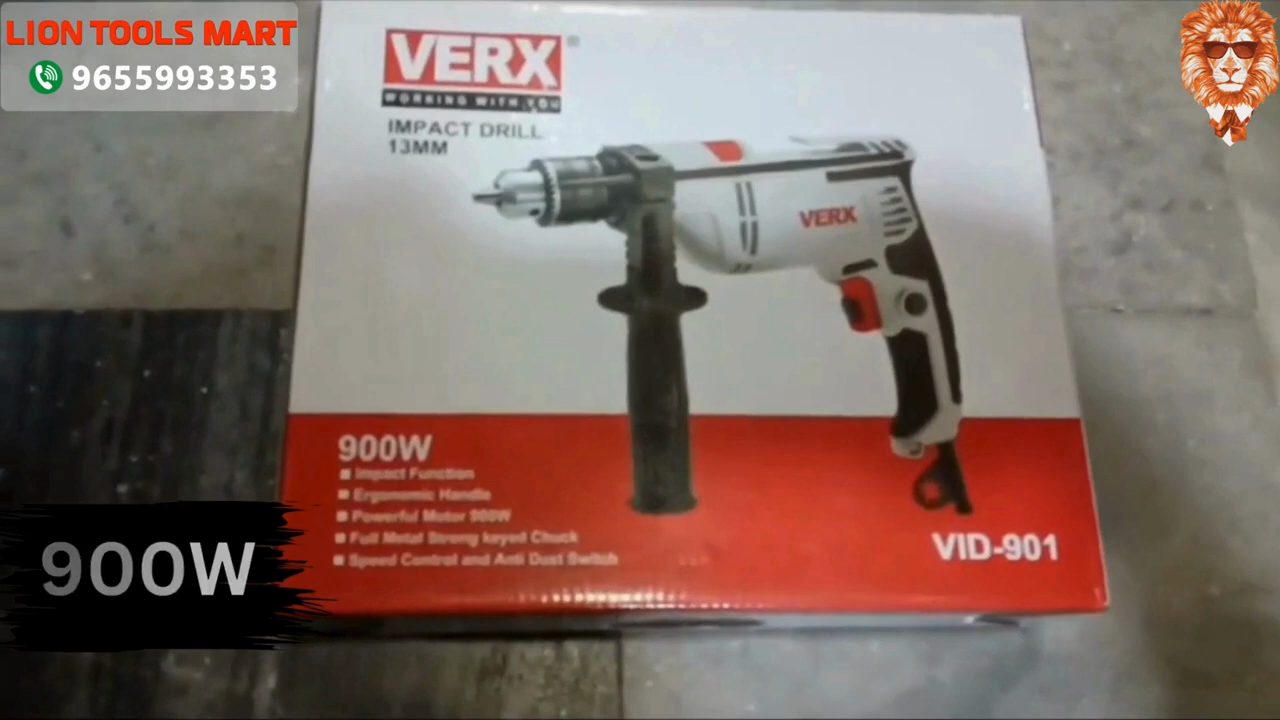 LION TOOLS MART
9655993353
VERX
WORKING WITH YOU
IMPACT DRILL
13MM
VERX
900W
Impact Function
Ergonomic Handle
Powerful Motor 900W
Full Metal Strong keyed Chuck
Speed Control and Anti Dust Switch
VID-901
900W